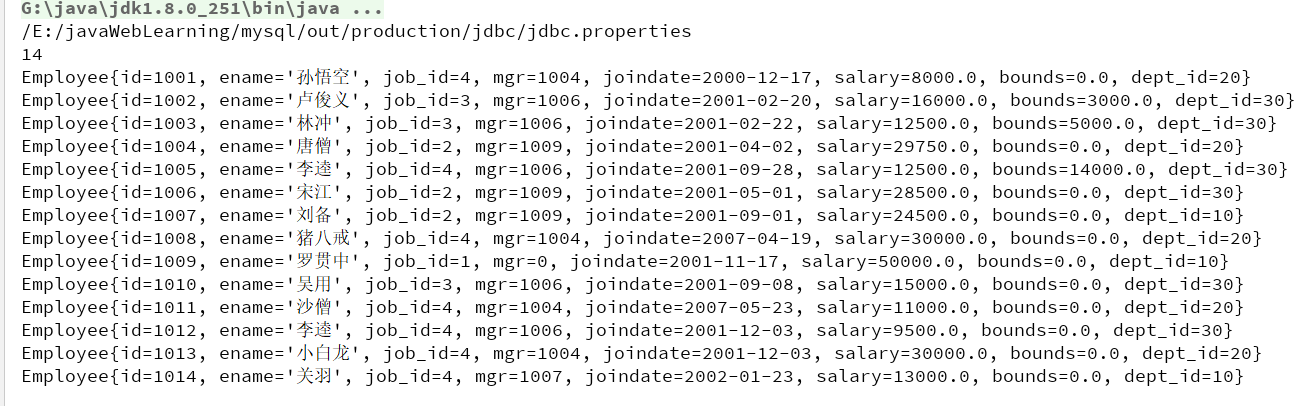 G:\java\jdk1.8.0_251\bin\java ...
/E:/javaWebLearning/mysql/out/production/jdbc/jdbc.properties
14
Employee{id=1001, ename='孙悟空', job_id=4, mgr=1004, joindate=2000-12-17, salary=8000.0, bounds=0.0, dept_id=20}
Employee{id=1002, ename='卢俊义', job_id=3, mgr=1006, joindate=2001-02-20, salary=16000.0, bounds=3000.0, dept_id=30}
Employee{id=1003, ename='林冲', job_id=3, mgr=1006, joindate=2001-02-22, salary=12500.0, bounds=5000.0, dept_id=30}
Employee{id=1004, ename='唐僧', job_id=2, mgr=1009, joindate=2001-04-02, salary=29750.0, bounds=0.0, dept_id=20}
Employee{id=1005, ename='李逵', job_id=4, mgr=1006, joindate=2001-09-28, salary=12500.0, bounds=14000.0, dept_id=30}
Employee{id=1006, ename='宋江', job_id=2, mgr=1009, joindate=2001-05-01, salary=28500.0, bounds=0.0, dept_id=30}
Employee{id=1007, ename='刘备', job_id=2, mgr=1009, joindate=2001-09-01, salary=24500.0, bounds=0.0, dept_id=10}
Employee{id=1008, ename='猪八戒', job_id=4, mgr=1004, joindate=2007-04-19, salary=30000.0, bounds=0.0, dept_id=20}
Employee{id=1009, ename='罗贯中', job_id=1, mgr=0, joindate=2001-11-17, salary=50000.0, bounds=0.0, dept_id=10}
Employee{id=1010, ename='吴用', job_id=3, mgr=1006, joindate=2001-09-08, salary=15000.0, bounds=0.0, dept_id=30}
Employee{id=1011, ename='沙僧', job_id=4, mgr=1004, joindate=2007-05-23, salary=11000.0, bounds=0.0, dept_id=20}
Employee{id=1012, ename='李逵', job_id=4, mgr=1006, joindate=2001-12-03, salary=9500.0, bounds=0.0, dept_id=30}
Employee{id=1013, ename='小白龙', job_id=4, mgr=1004, joindate=2001-12-03, salary=30000.0, bounds=0.0, dept_id=20}
Employee{id=1014, ename='关羽', job_id=4, mgr=1007, joindate=2002-01-23, salary=13000.0, bounds=0.0, dept_id=10}